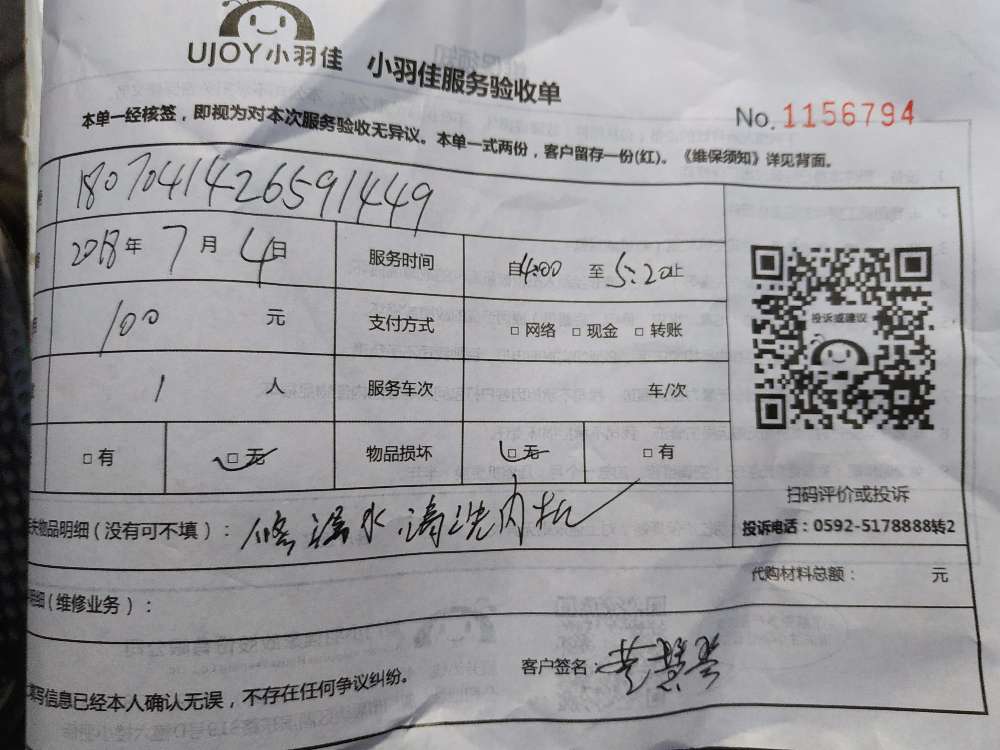 UJOY小羽佳 小羽佳服务验收单
No. 1156794
本单一经核签，即视为对本次服务验收无异议。本单一式两份，客户留存一份(红)。《维保须知》详见背面。
1807041426591449
2018年 7月 4日 服务时间 自4:00 至 5:20止
100 元 支付方式 □网络 □现金 □转账
1 人 服务车次 车/次
□有 □无 物品损坏 □无 □有
投诉或建议
扫码评价或投诉
投诉电话：0592-5178888转2
失物品明细(没有可不填)：修漏水清洗内机
代购材料总额： 元
明细(维修业务)：
客户签名：
填写信息已经本人确认无误，不存在任何争议纠纷。